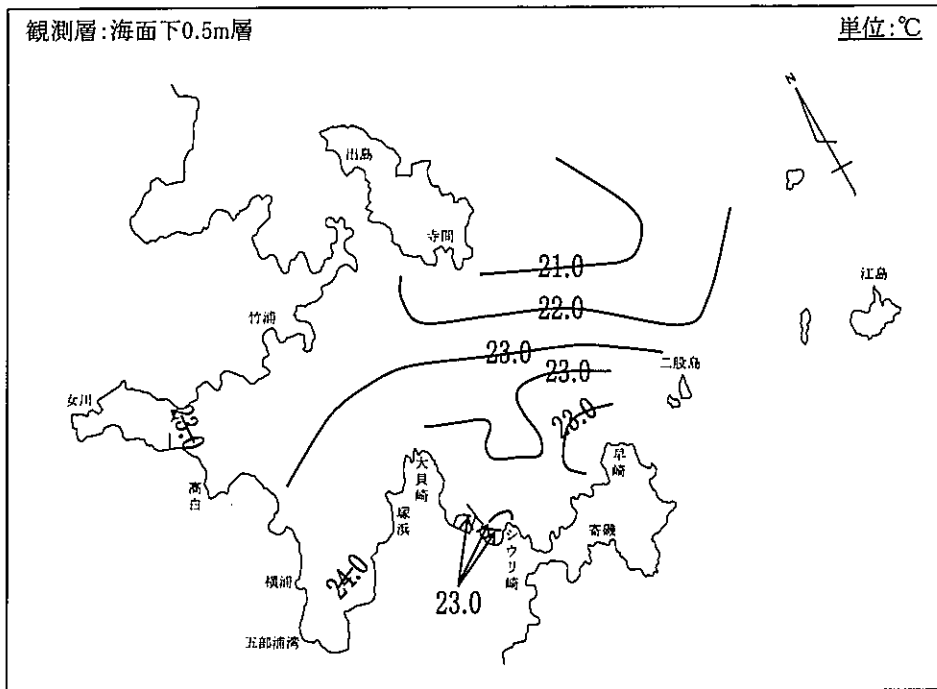 観測層:海面下0.5m層
単位:℃
N
出島
寺間
21.0
江島
22.0
竹浦
23.0
二股島
23.0
女川
23.0
23.0
早崎
大貝崎
高白
塚浜
寄磯
シウリ崎
24.0
横浦
23.0
五部浦湾